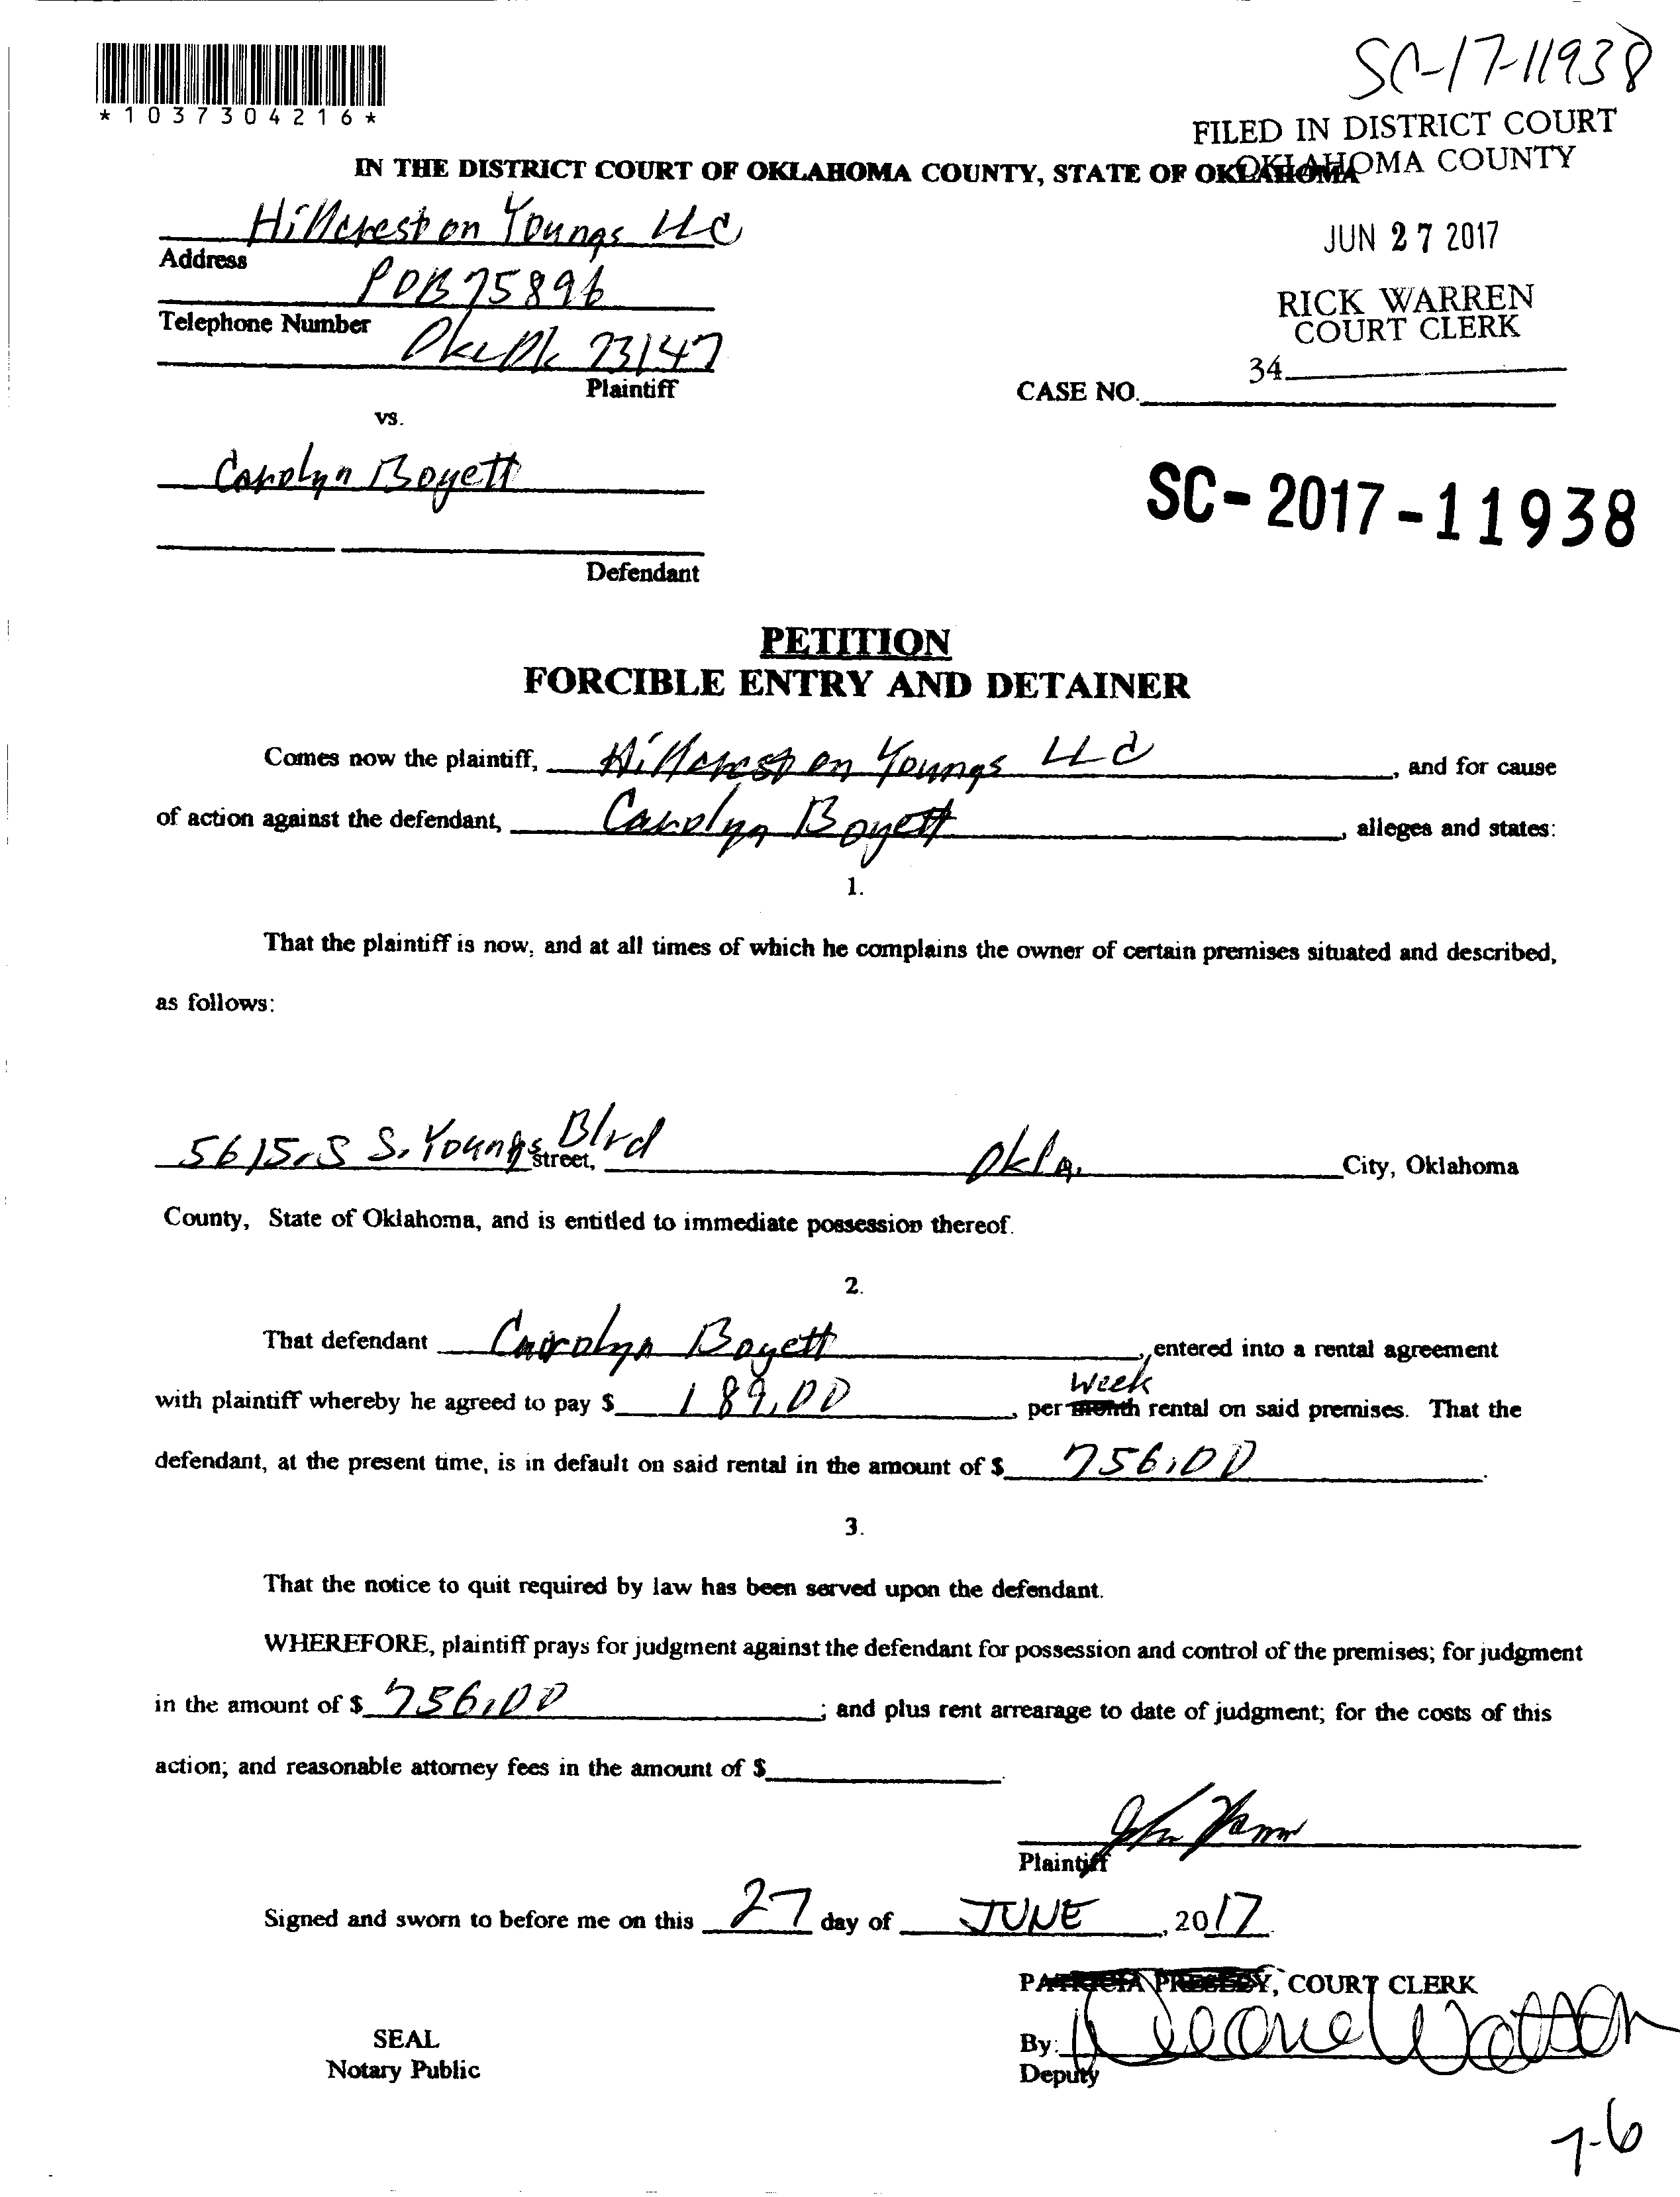 SC-17-11938
*1037304216*
FILED IN DISTRICT COURT
OKLAHOMA COUNTY
IN THE DISTRICT COURT OF OKLAHOMA COUNTY, STATE OF OKLAHOMA
Hillcrest on Youngs LLC
JUN 27 2017
Address
POB 75896
RICK WARREN
COURT CLERK
Telephone Number
73147
34
Plaintiff
CASE NO.
vs.
Carolyn Boyett
SC-2017-11938
Defendant
PETITION
FORCIBLE ENTRY AND DETAINER
Comes now the plaintiff, Hillcrest on Youngs LLC, and for cause
of action against the defendant, Carolyn Boyett, alleges and states:
1.
That the plaintiff is now, and at all times of which he complains the owner of certain premises situated and described,
as follows:
5615.S S. Youngs Blvd street, Okla. City, Oklahoma
County, State of Oklahoma, and is entitled to immediate possession thereof.
2.
That defendant Carolyn Boyett, entered into a rental agreement
with plaintiff whereby he agreed to pay $ 189.00, per month week rental on said premises. That the
defendant, at the present time, is in default on said rental in the amount of $ 756.00.
3.
That the notice to quit required by law has been served upon the defendant.
WHEREFORE, plaintiff prays for judgment against the defendant for possession and control of the premises; for judgment
in the amount of $ 756.00; and plus rent arrearage to date of judgment; for the costs of this
action; and reasonable attorney fees in the amount of $ .
Plaintiff
Signed and sworn to before me on this 27 day of JUNE, 2017.
PATRICIA PRESLEY, COURT CLERK
SEAL
By:
Notary Public
Deputy
7-6